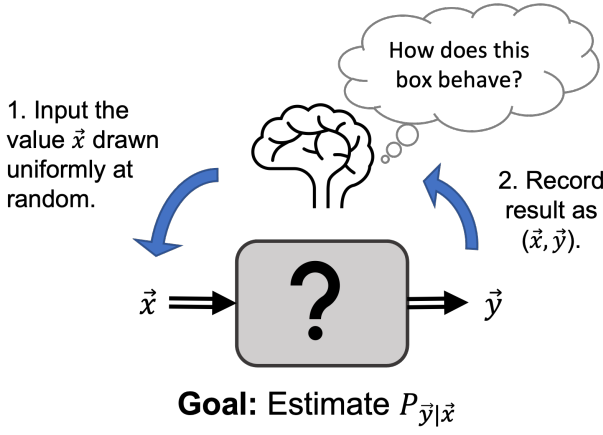 How does this
box behave?
1. Input the
value x⃗ drawn
uniformly at
random.
2. Record
result as
(x⃗, y⃗).
x⃗
?
y⃗
Goal: Estimate P_{y⃗|x⃗}